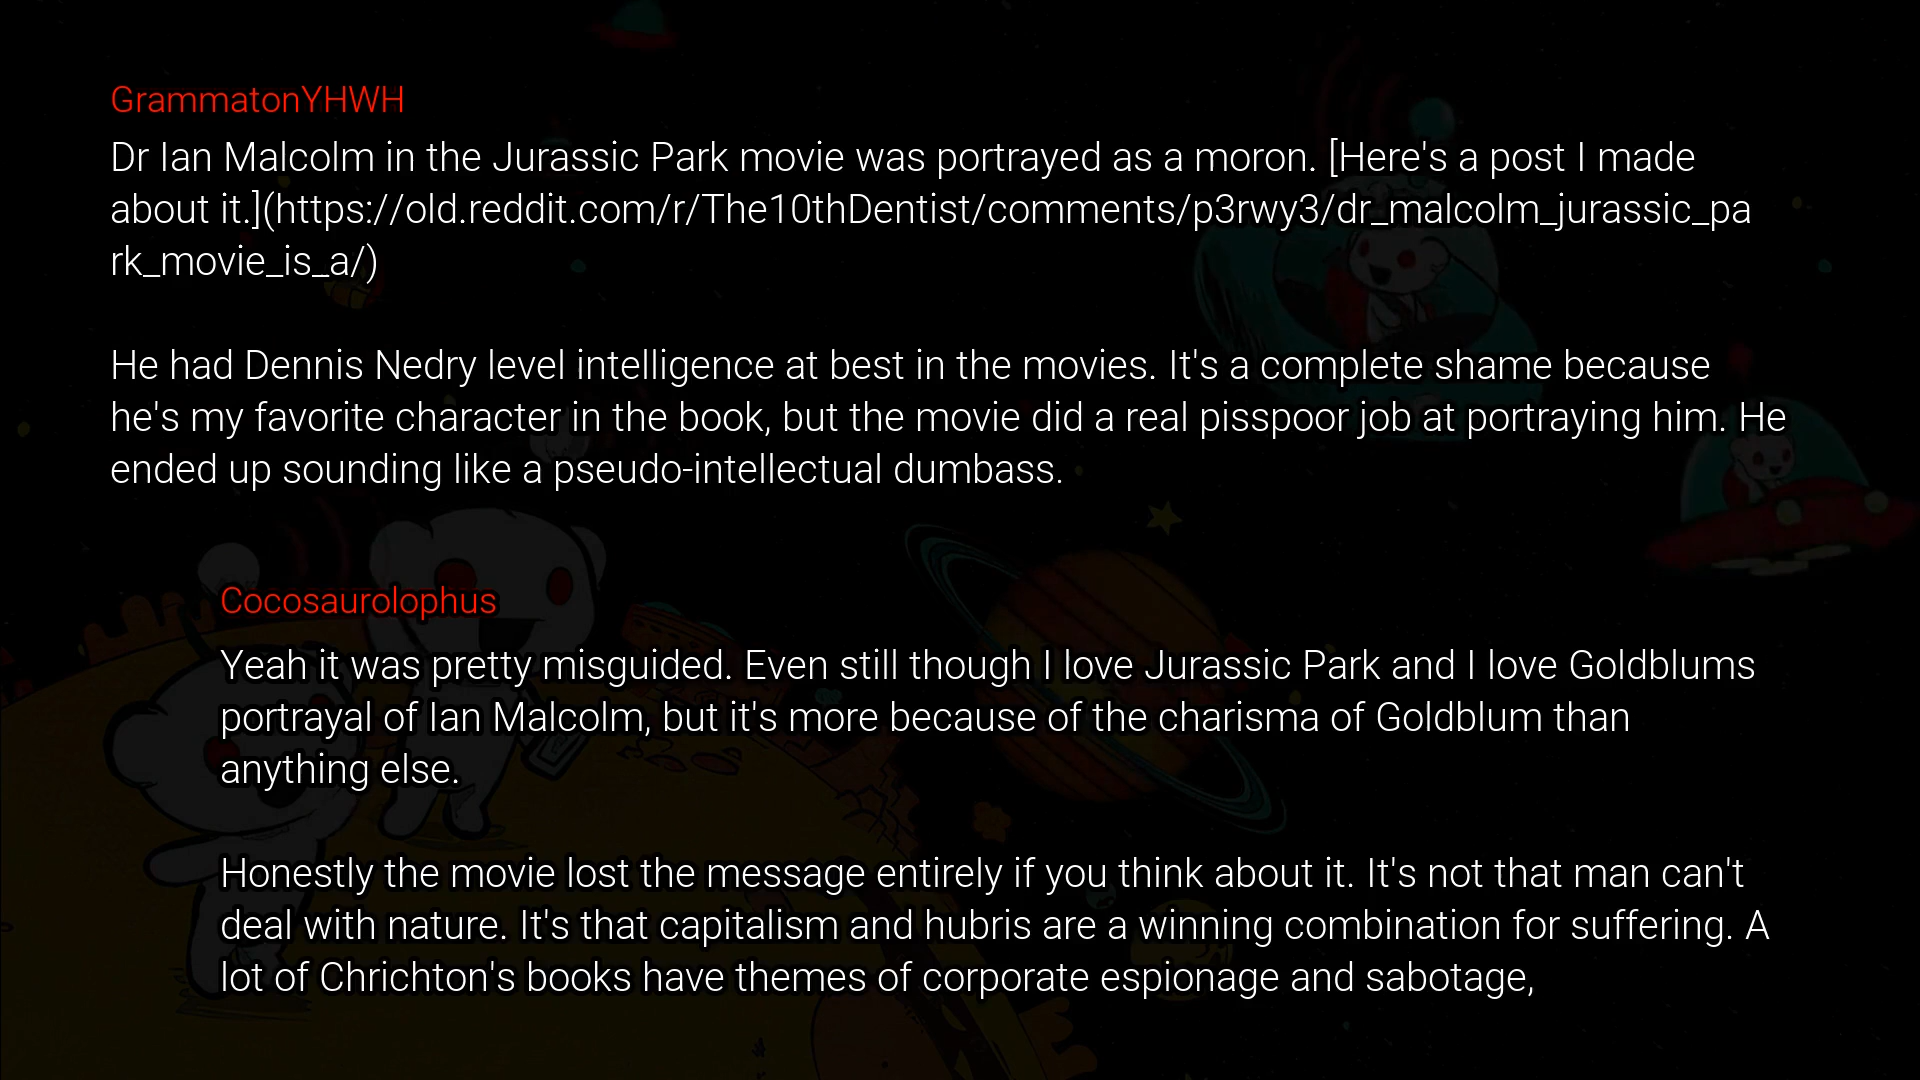 GrammatonYHWH
Dr Ian Malcolm in the Jurassic Park movie was portrayed as a moron. [Here's a post I made
about it.](https://old.reddit.com/r/The10thDentist/comments/p3rwy3/dr_malcolm_jurassic_pa
rk_movie_is_a/)
He had Dennis Nedry level intelligence at best in the movies. It's a complete shame because
he's my favorite character in the book, but the movie did a real pisspoor job at portraying him. He
ended up sounding like a pseudo-intellectual dumbass.
Cocosaurolophus
Yeah it was pretty misguided. Even still though I love Jurassic Park and I love Goldblums
portrayal of Ian Malcolm, but it's more because of the charisma of Goldblum than
anything else.
Honestly the movie lost the message entirely if you think about it. It's not that man can't
deal with nature. It's that capitalism and hubris are a winning combination for suffering. A
lot of Chrichton's books have themes of corporate espionage and sabotage,